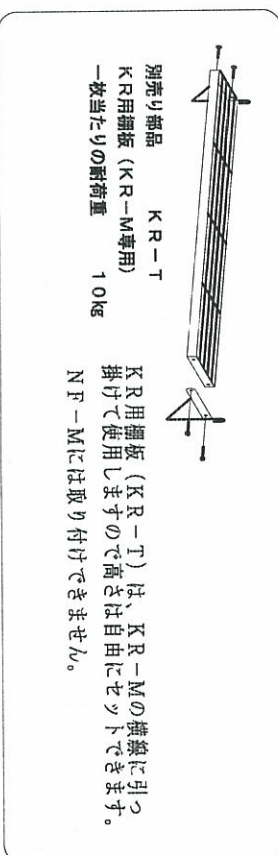 別売り部品　　KR－T
KR用棚板（KR－M専用）
一枚当たりの耐荷重　　10kg
KR用棚板（KR－T）は、KR－Mの横線に引っ
掛けて使用しますので高さは自由にセットできます。
NF－Mには取り付けできません。